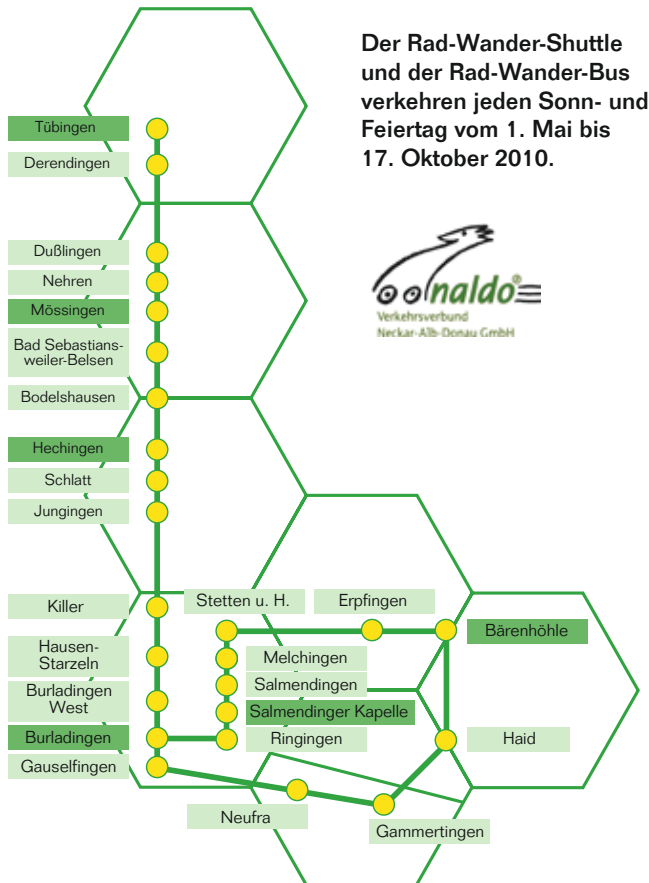 Der Rad-Wander-Shuttle
und der Rad-Wander-Bus
verkehren jeden Sonn- und
Feiertag vom 1. Mai bis
17. Oktober 2010.
naldo®
Verkehrsverbund
Neckar-Alb-Donau GmbH
Tübingen
Derendingen
Dußlingen
Nehren
Mössingen
Bad Sebastians-
weiler-Belsen
Bodelshausen
Hechingen
Schlatt
Jungingen
Killer
Hausen-
Starzeln
Burladingen
West
Burladingen
Gauselfingen
Stetten u. H.
Erpfingen
Bärenhöhle
Melchingen
Salmendingen
Salmendinger Kapelle
Ringingen
Haid
Neufra
Gammertingen